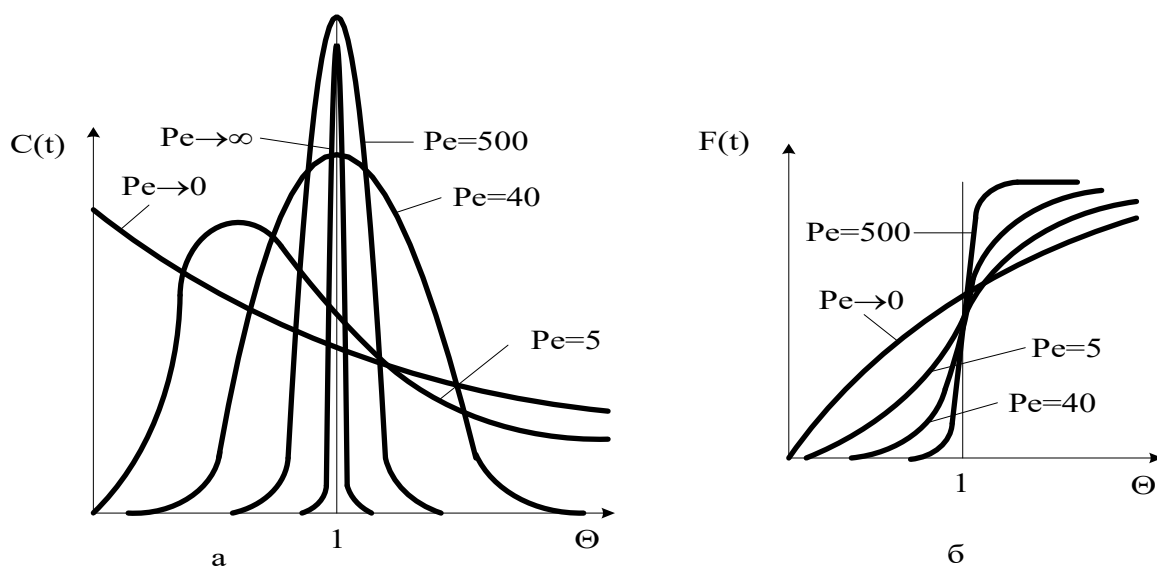 C(t)
Pe→∞
Pe=500
Pe→0
Pe=40
Pe=5
1
Θ
а
F(t)
Pe=500
Pe→0
Pe=5
Pe=40
1
Θ
б